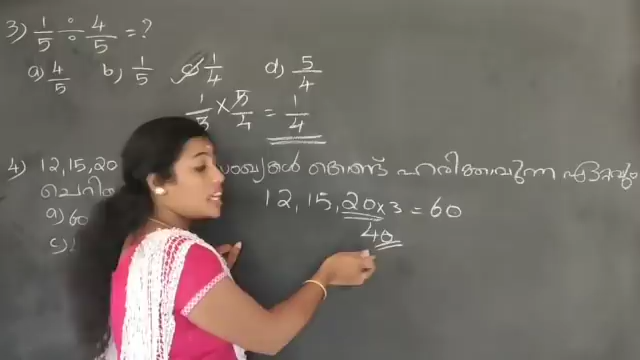 3) 1/5 ÷ 4/5 = ?
a) 4/5 b) 1/5 c) 1/4 d) 5/4
1/5 × 5/4 = 1/4
4) 12, 15, 20 കൊണ്ട് ഹരിക്കാവുന്ന ഏറ്റവും
12, 15, 20 × 3 = 60
a) 60
40
c)